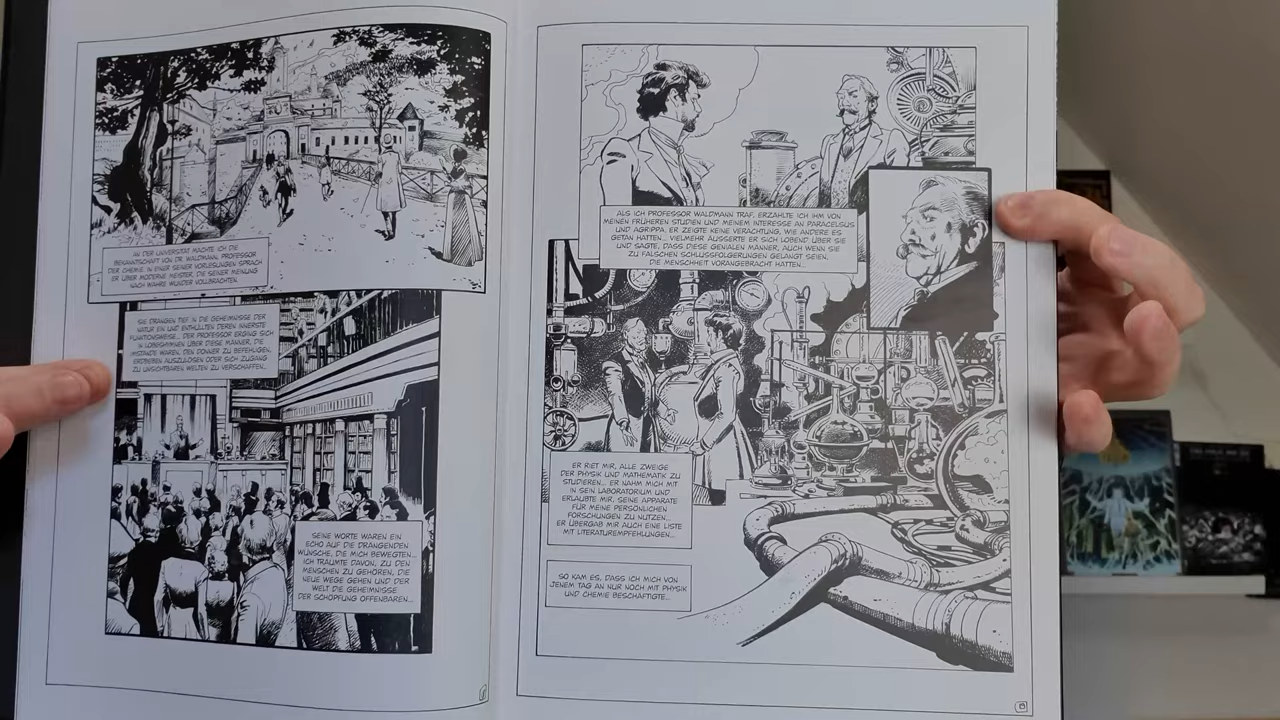 AN DER UNIVERSITÄT MACHTE ICH DIE
BEKANNTSCHAFT VON DR. WALDMANN, PROFESSOR
DER CHEMIE. IN EINER SEINER VORLESUNGEN SPRACH
ER ÜBER MODERNE MEISTER, DIE SEINER MEINUNG
NACH WAHRE WUNDER VOLLBRACHTEN.
SIE DRANGEN TIEF IN DIE GEHEIMNISSE DER
NATUR EIN UND ENTHÜLLTEN DEREN INNERSTE
FUNKTIONSWEISE... DER PROFESSOR ERGING SICH
IN LOBESHYMNEN ÜBER DIESE MÄNNER, DIE
IMSTANDE WAREN, DEN DONNER ZU BEFEHLIGEN,
ERDBEBEN AUSZULÖSEN ODER SICH ZUGANG
ZU UNSICHTBAREN WELTEN ZU VERSCHAFFEN...
SEINE WORTE WAREN EIN
ECHO AUF DIE DRÄNGENDEN
WÜNSCHE, DIE MICH BEWEGTEN...
ICH TRÄUMTE DAVON, ZU DEN
MENSCHEN ZU GEHÖREN, DIE
NEUE WEGE GEHEN UND DER
WELT DIE GEHEIMNISSE
DER SCHÖPFUNG OFFENBAREN...
ALS ICH PROFESSOR WALDMANN TRAF, ERZÄHLTE ICH IHM VON
MEINEN FRÜHEREN STUDIEN UND MEINEM INTERESSE AN PARACELSUS
UND AGRIPPA. ER ZEIGTE KEINE VERACHTUNG, WIE ANDERE ES
GETAN HATTEN... VIELMEHR ÄUSSERTE ER SICH LOBEND ÜBER SIE
UND SAGTE, DASS DIESE GENIALEN MÄNNER, AUCH WENN SIE
ZU FALSCHEN SCHLUSSFOLGERUNGEN GELANGT SEIEN,
DIE MENSCHHEIT VORANGEBRACHT HATTEN...
ER RIET MIR, ALLE ZWEIGE
DER PHYSIK UND MATHEMATIK ZU
STUDIEREN... ER NAHM MICH MIT
IN SEIN LABORATORIUM UND
ERLAUBTE MIR, SEINE APPARATE
FÜR MEINE PERSÖNLICHEN
FORSCHUNGEN ZU NUTZEN...
ER ÜBERGAB MIR AUCH EINE LISTE
MIT LITERATUREMPFEHLUNGEN...
SO KAM ES, DASS ICH MICH VON
JENEM TAG AN NUR NOCH MIT PHYSIK
UND CHEMIE BESCHÄFTIGTE...